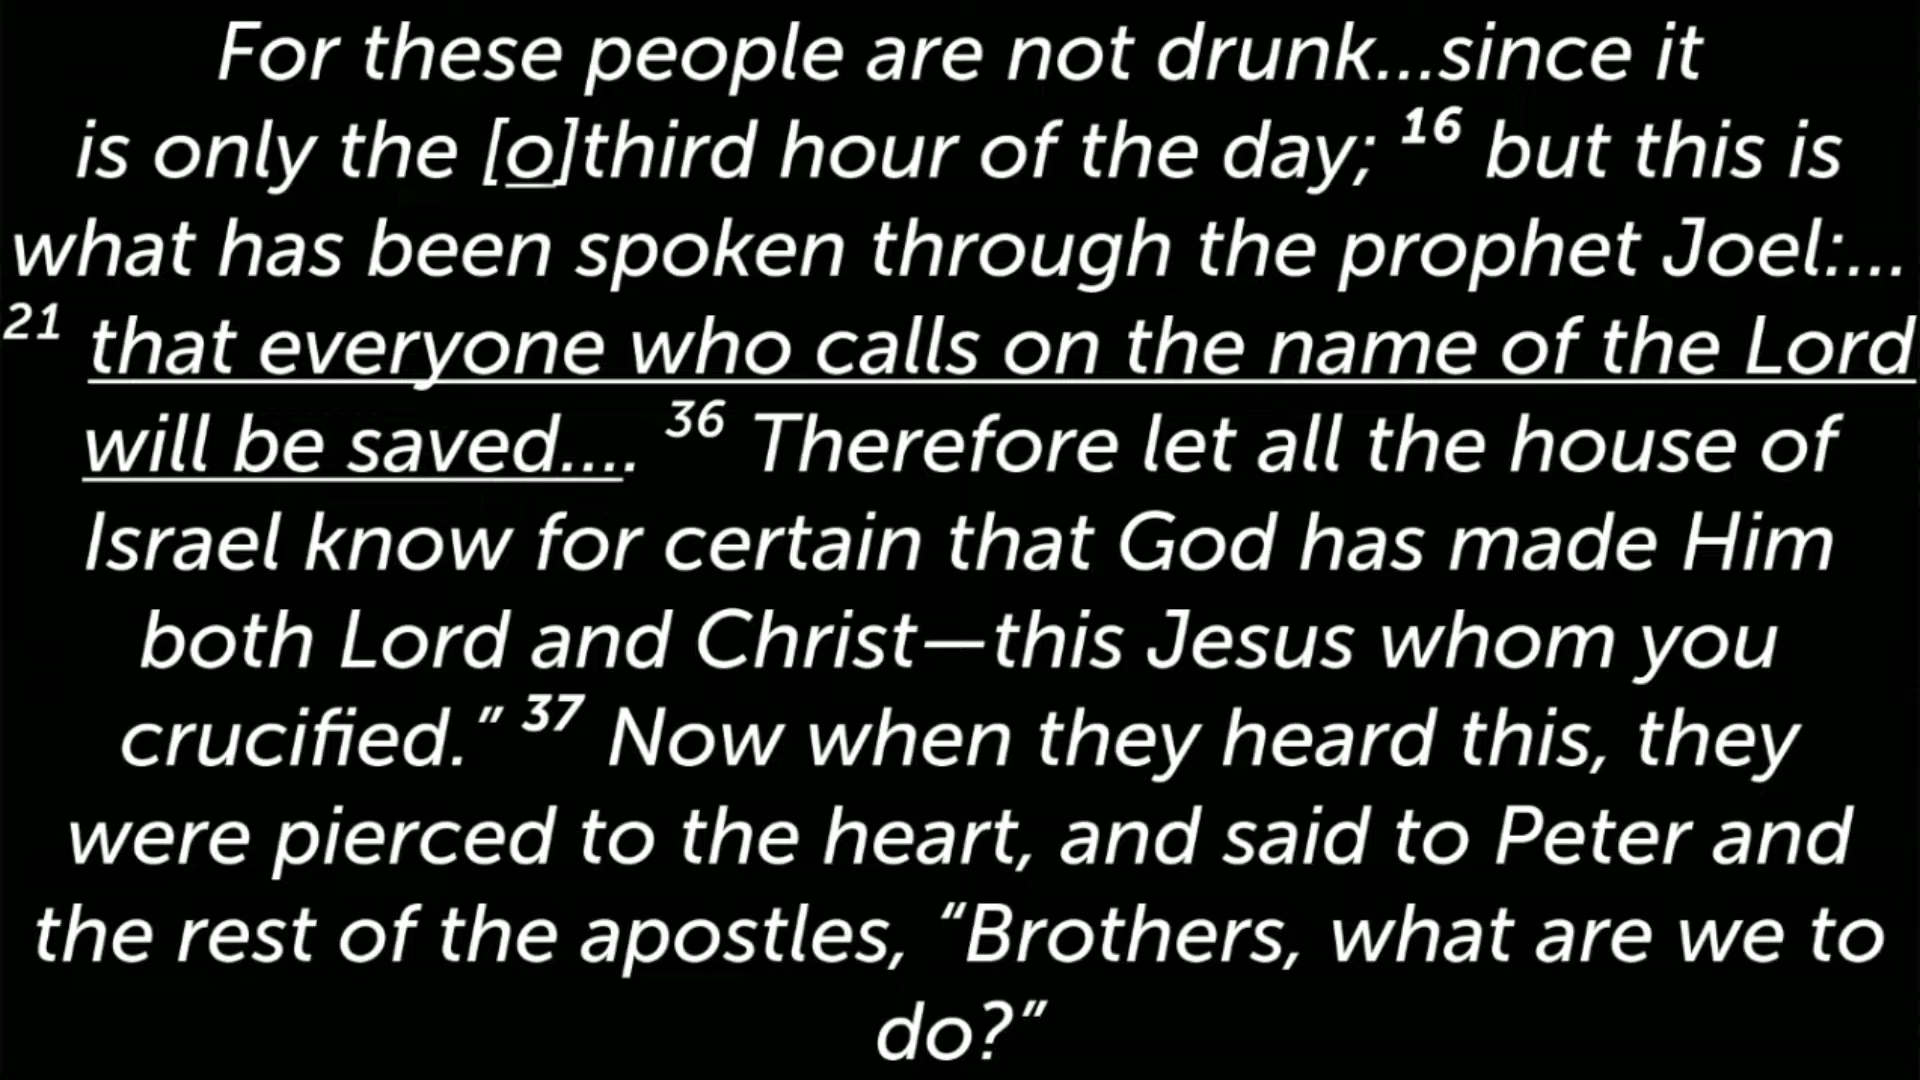 For these people are not drunk...since it
is only the [o]third hour of the day; 16 but this is
what has been spoken through the prophet Joel:...
21 that everyone who calls on the name of the Lord
will be saved.... 36 Therefore let all the house of
Israel know for certain that God has made Him
both Lord and Christ—this Jesus whom you
crucified.” 37 Now when they heard this, they
were pierced to the heart, and said to Peter and
the rest of the apostles, “Brothers, what are we to
do?”